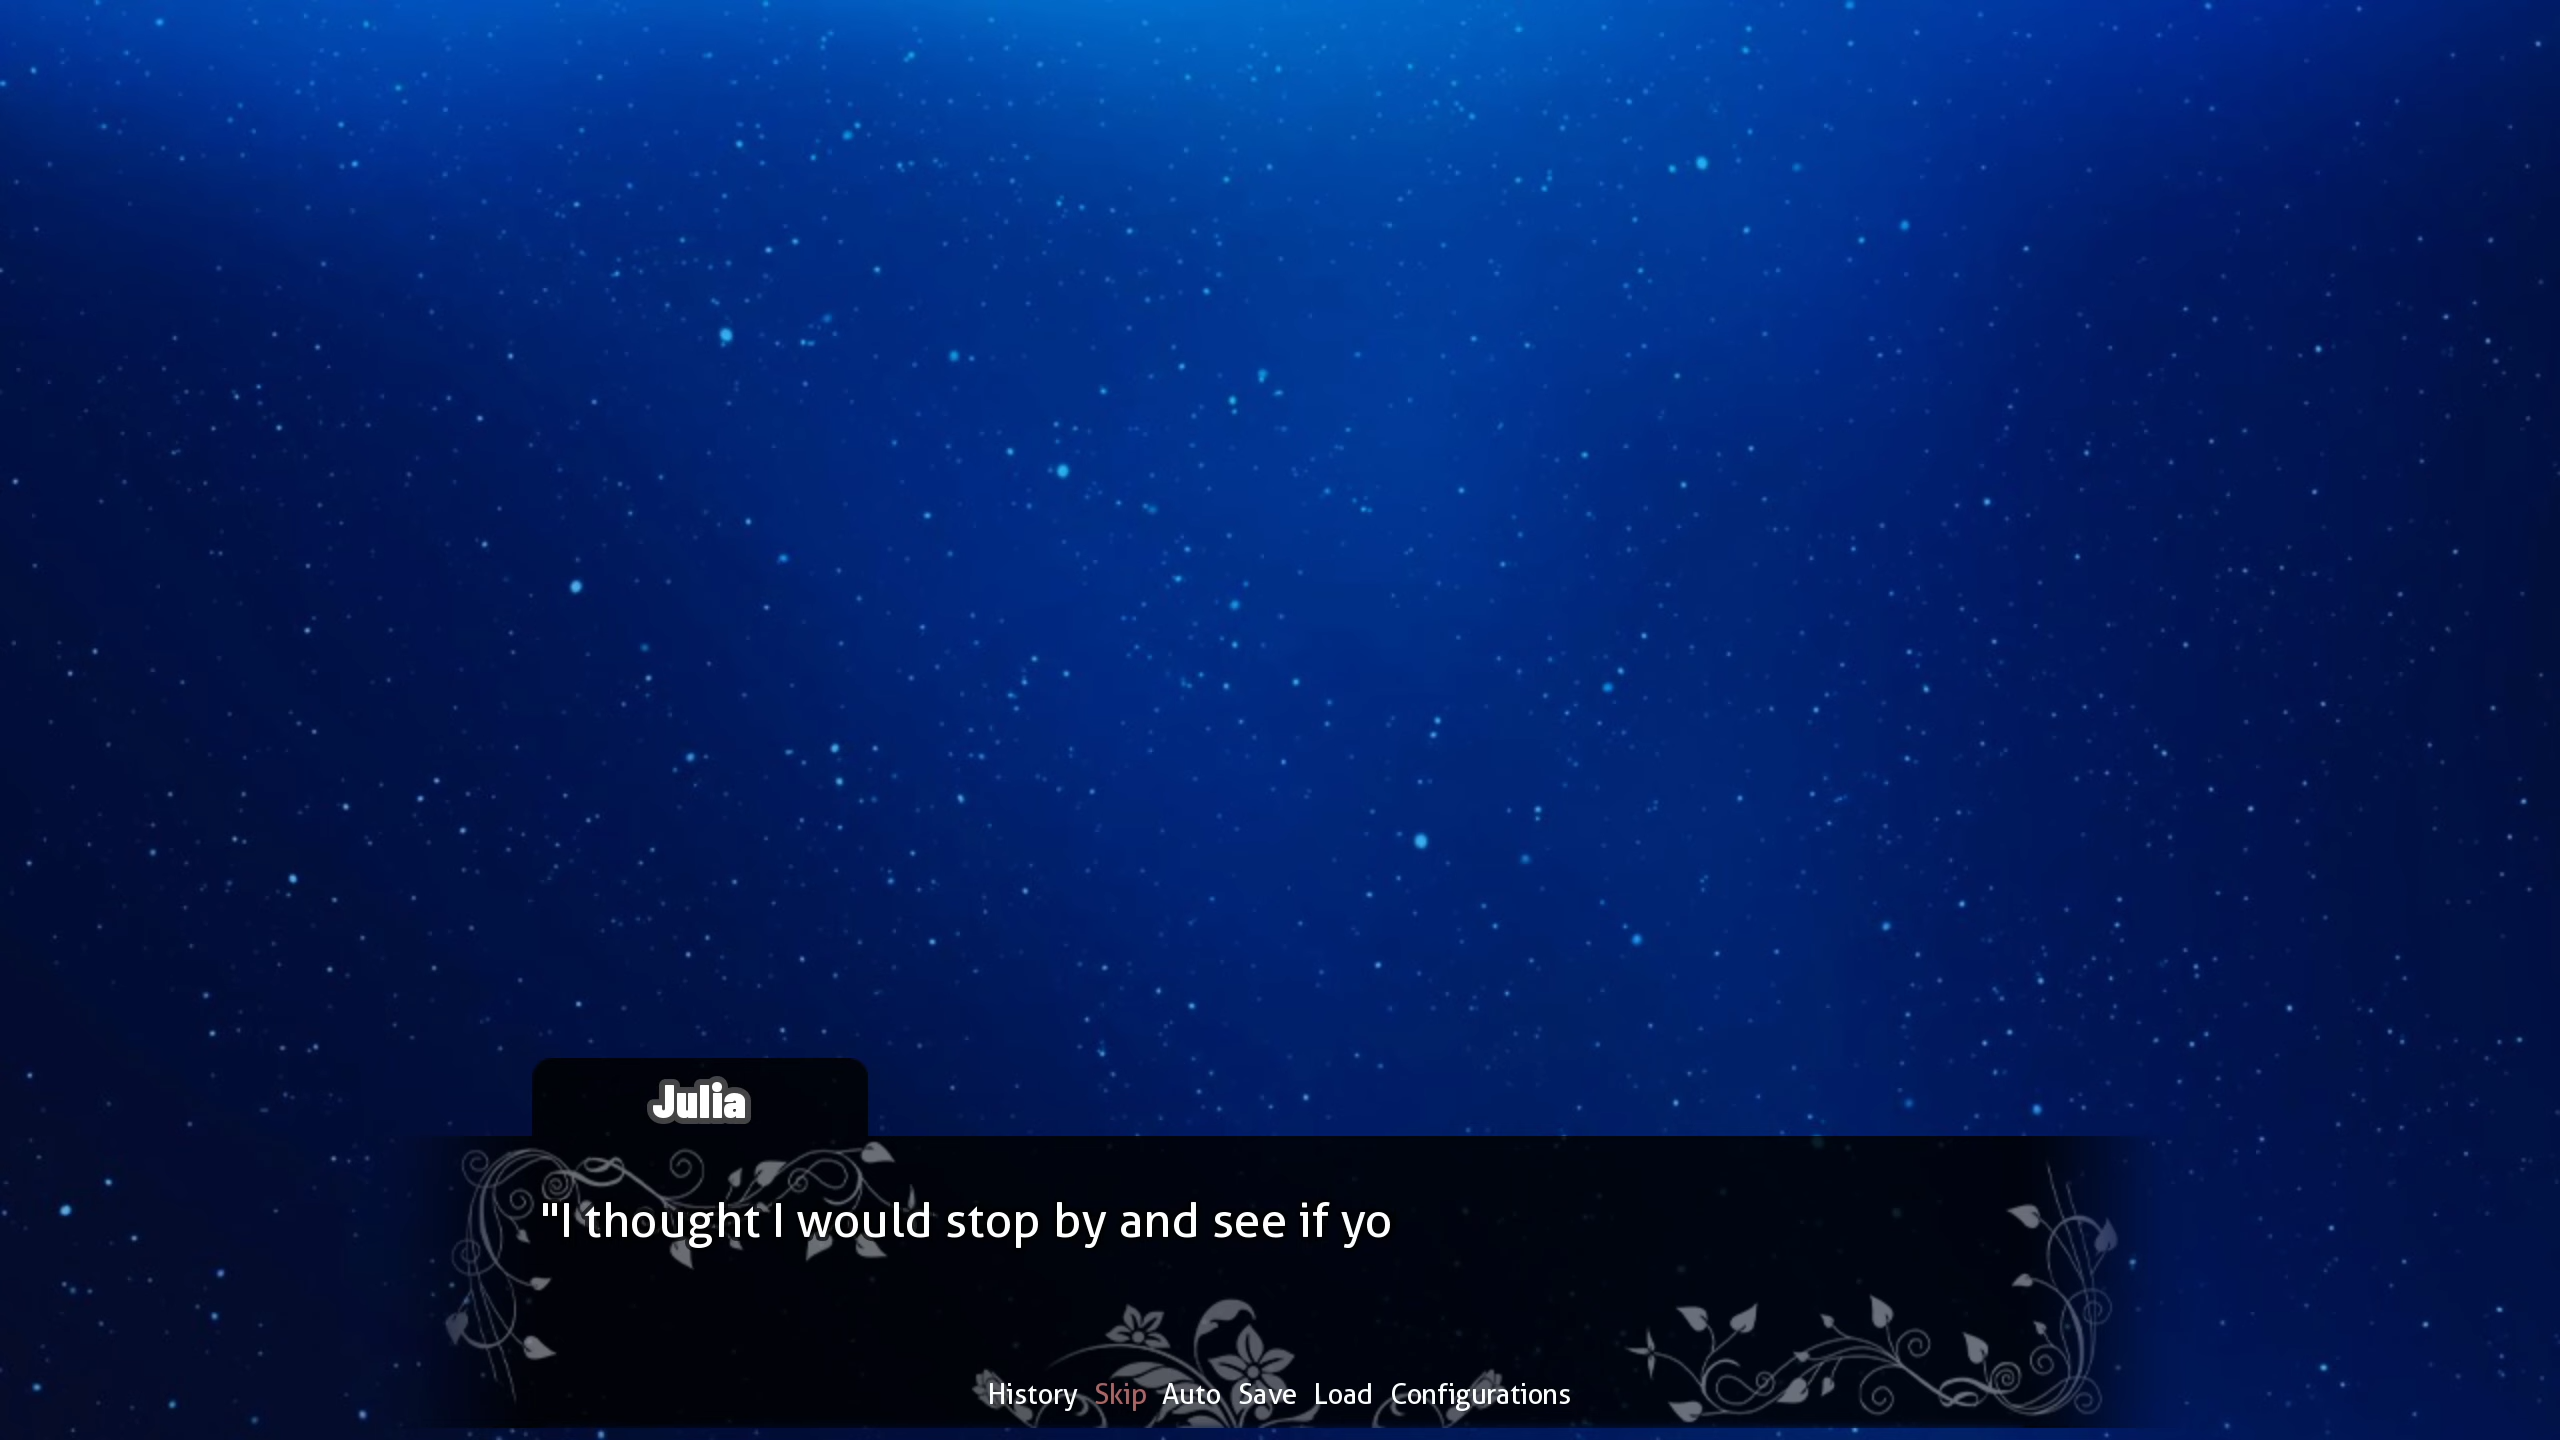 Julia
"I thought I would stop by and see if yo
History Skip Auto Save Load Configurations